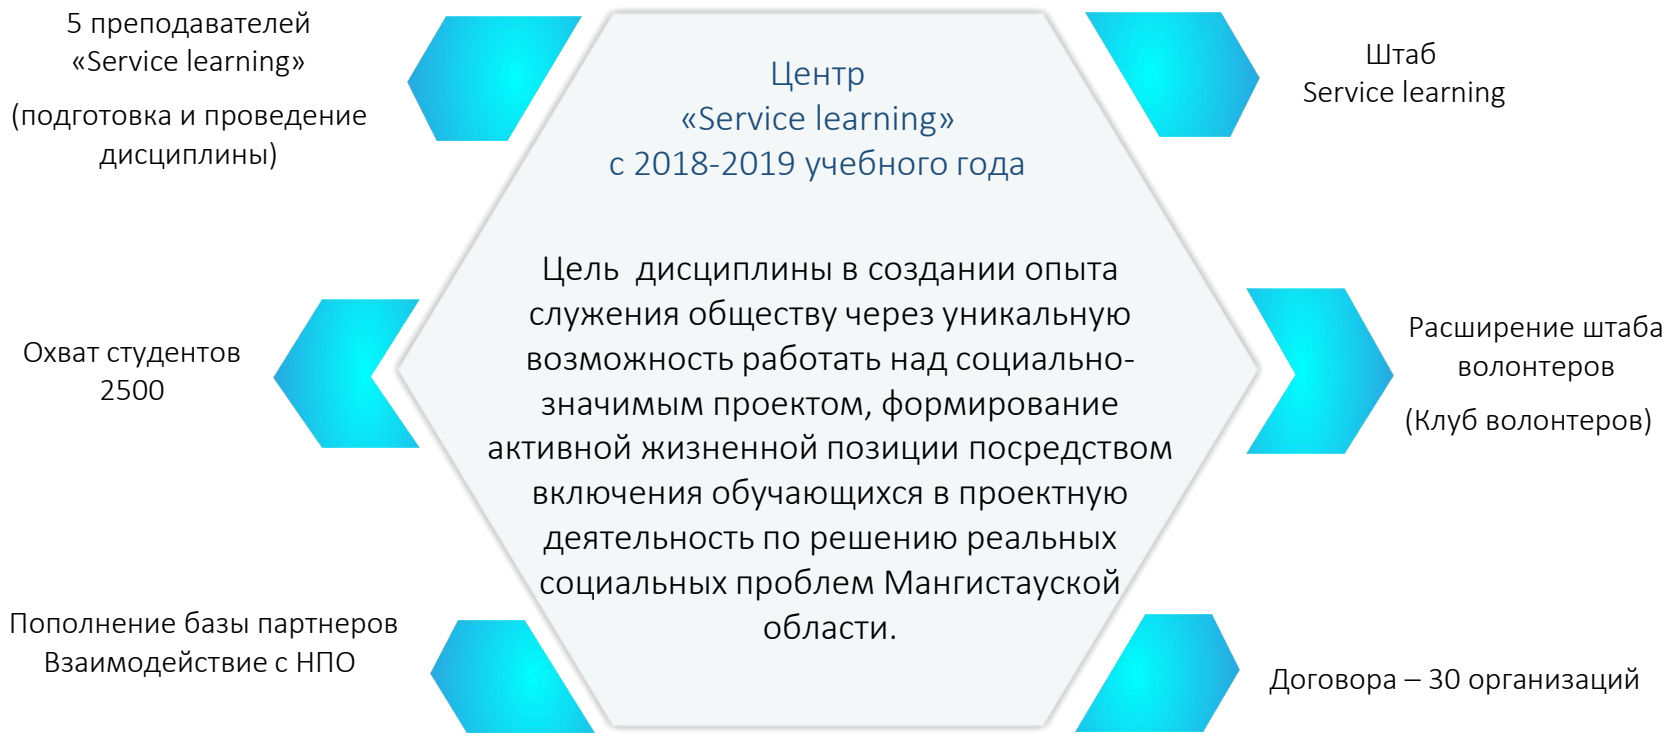 5 преподавателей
«Service learning»
(подготовка и проведение
дисциплины)
Охват студентов
2500
Пополнение базы партнеров
Взаимодействие с НПО
Центр
«Service learning»
с 2018-2019 учебного года
Цель дисциплины в создании опыта
служения обществу через уникальную
возможность работать над социально-
значимым проектом, формирование
активной жизненной позиции посредством
включения обучающихся в проектную
деятельность по решению реальных
социальных проблем Мангистауской
области.
Штаб
Service learning
Расширение штаба
волонтеров
(Клуб волонтеров)
Договора – 30 организаций